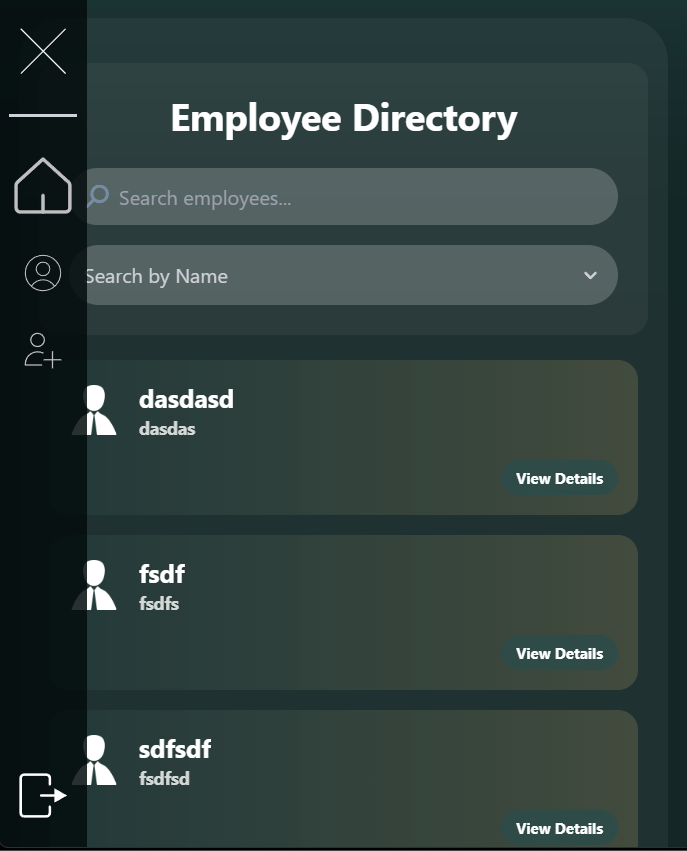 Employee Directory
Search employees...
Search by Name
dasdasd
dasdas
View Details
fsdf
fsdfs
View Details
sdfsdf
fsdfsd
View Details